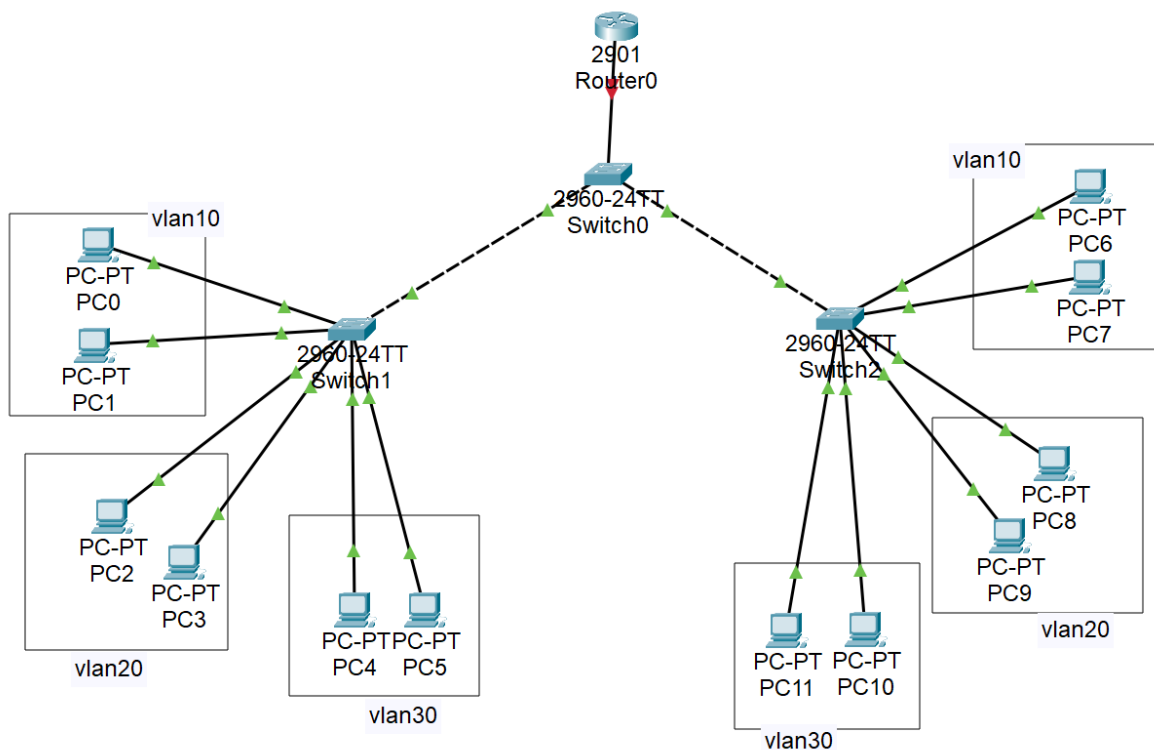 2901
Router0
2960-24TT
Switch0
vlan10
PC-PT
PC6
PC-PT
PC7
vlan10
PC-PT
PC0
PC-PT
PC1
2960-24TT
Switch1
2960-24TT
Switch2
PC-PT
PC2
PC-PT
PC3
vlan20
PC-PT
PC4
PC-PT
PC5
vlan30
PC-PT
PC8
PC-PT
PC9
vlan20
PC-PT
PC11
PC-PT
PC10
vlan30